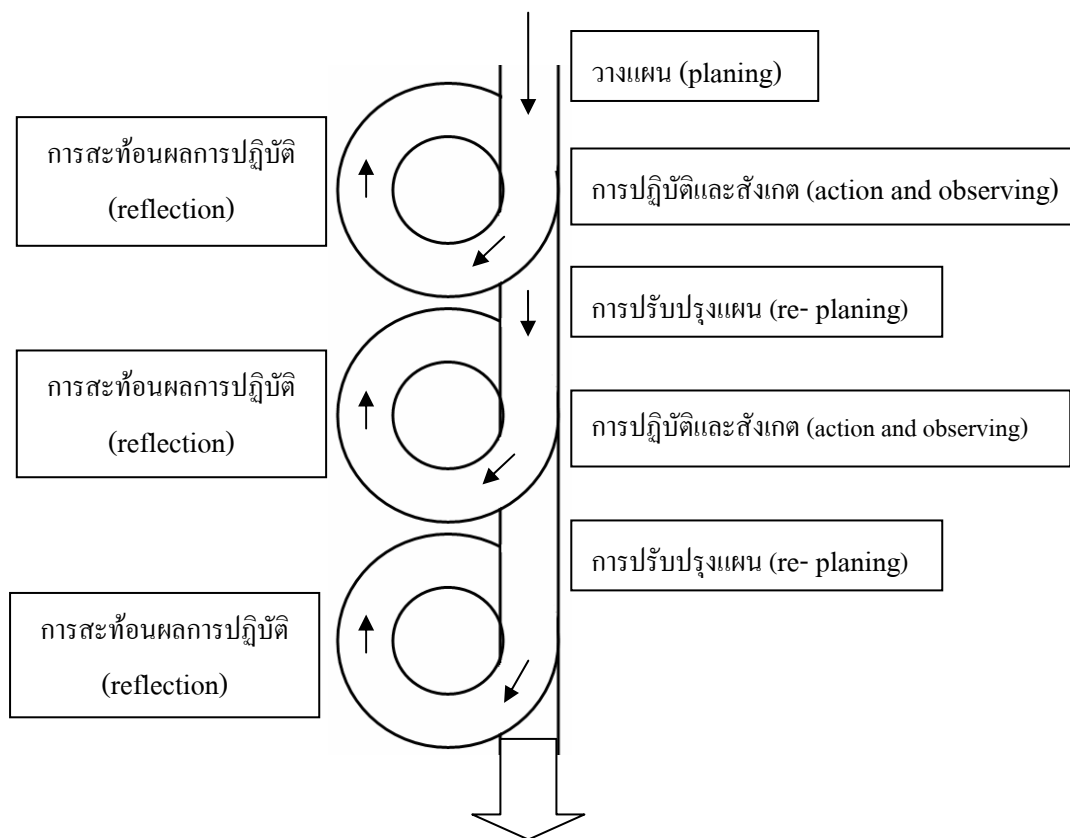 วางแผน (planing)
การสะท้อนผลการปฏิบัติ
(reflection)
การปฏิบัติและสังเกต (action and observing)
การปรับปรุงแผน (re- planing)
การสะท้อนผลการปฏิบัติ
(reflection)
การปฏิบัติและสังเกต (action and observing)
การปรับปรุงแผน (re- planing)
การสะท้อนผลการปฏิบัติ
(reflection)